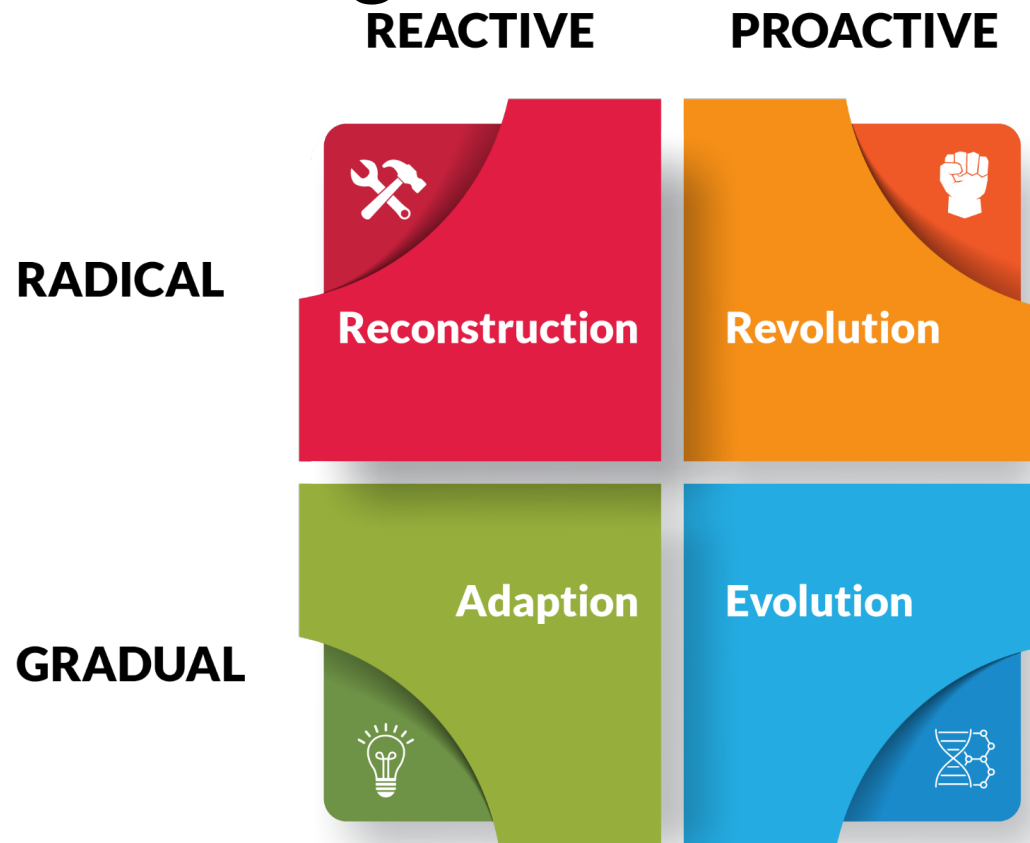 REACTIVE PROACTIVE
RADICAL
Reconstruction Revolution
Adaption Evolution
GRADUAL